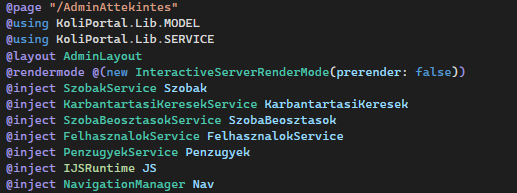 @page "/AdminAttekintes"
@using KoliPortal.Lib.MODEL
@using KoliPortal.Lib.SERVICE
@layout AdminLayout
@rendermode @(new InteractiveServerRenderMode(prerender: false))
@inject SzobakService Szobak
@inject KarbantartasiKeresekService KarbantartasiKeresek
@inject SzobaBeosztasokService SzobaBeosztasok
@inject FelhasznalokService FelhasznalokService
@inject PenzugyekService Penzugyek
@inject IJSRuntime JS
@inject NavigationManager Nav